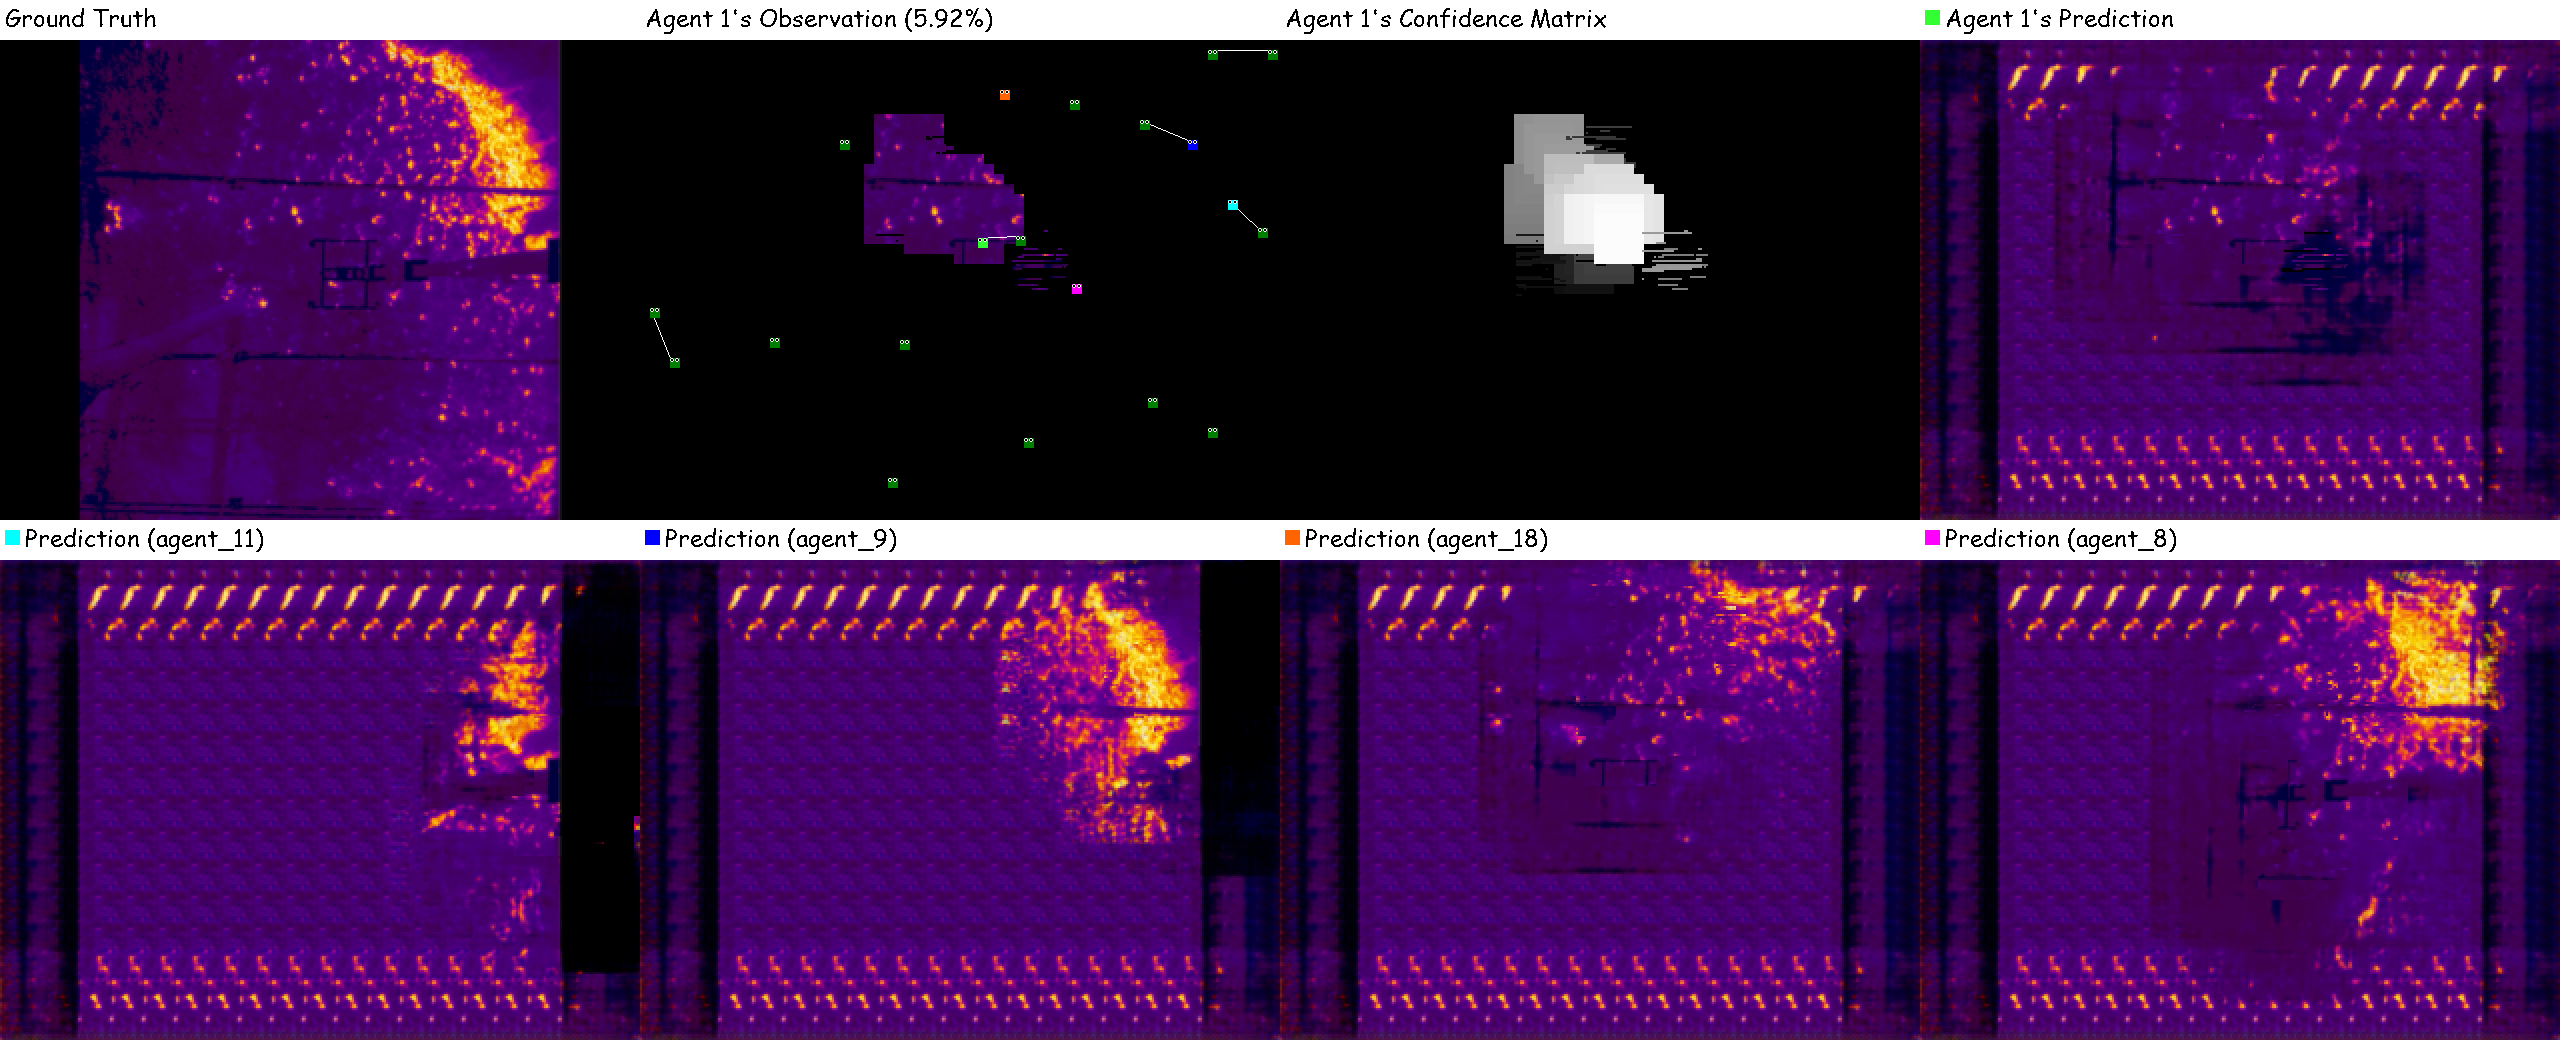 Ground Truth
Agent 1's Observation (5.92%)
Agent 1's Confidence Matrix
Agent 1's Prediction
Prediction (agent_11)
Prediction (agent_9)
Prediction (agent_18)
Prediction (agent_8)